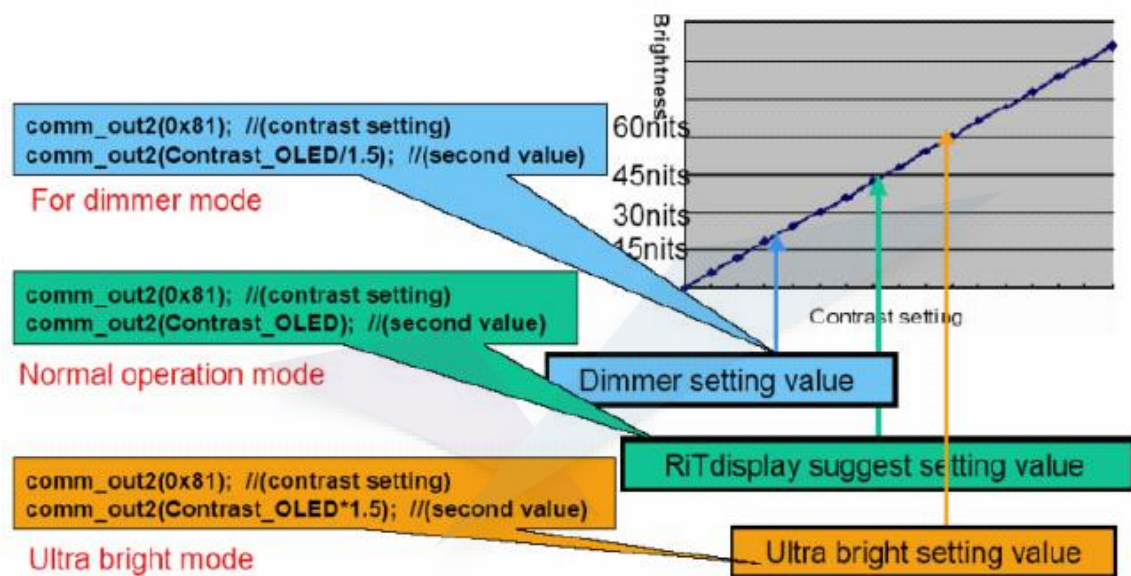 Brightness
60nits
45nits
30nits
15nits
Contrast setting
comm_out2(0x81); //(contrast setting)
comm_out2(Contrast_OLED/1.5); //(second value)
For dimmer mode
comm_out2(0x81); //(contrast setting)
comm_out2(Contrast_OLED); //(second value)
Normal operation mode
Dimmer setting value
RiTdisplay suggest setting value
comm_out2(0x81); //(contrast setting)
comm_out2(Contrast_OLED*1.5); //(second value)
Ultra bright mode
Ultra bright setting value